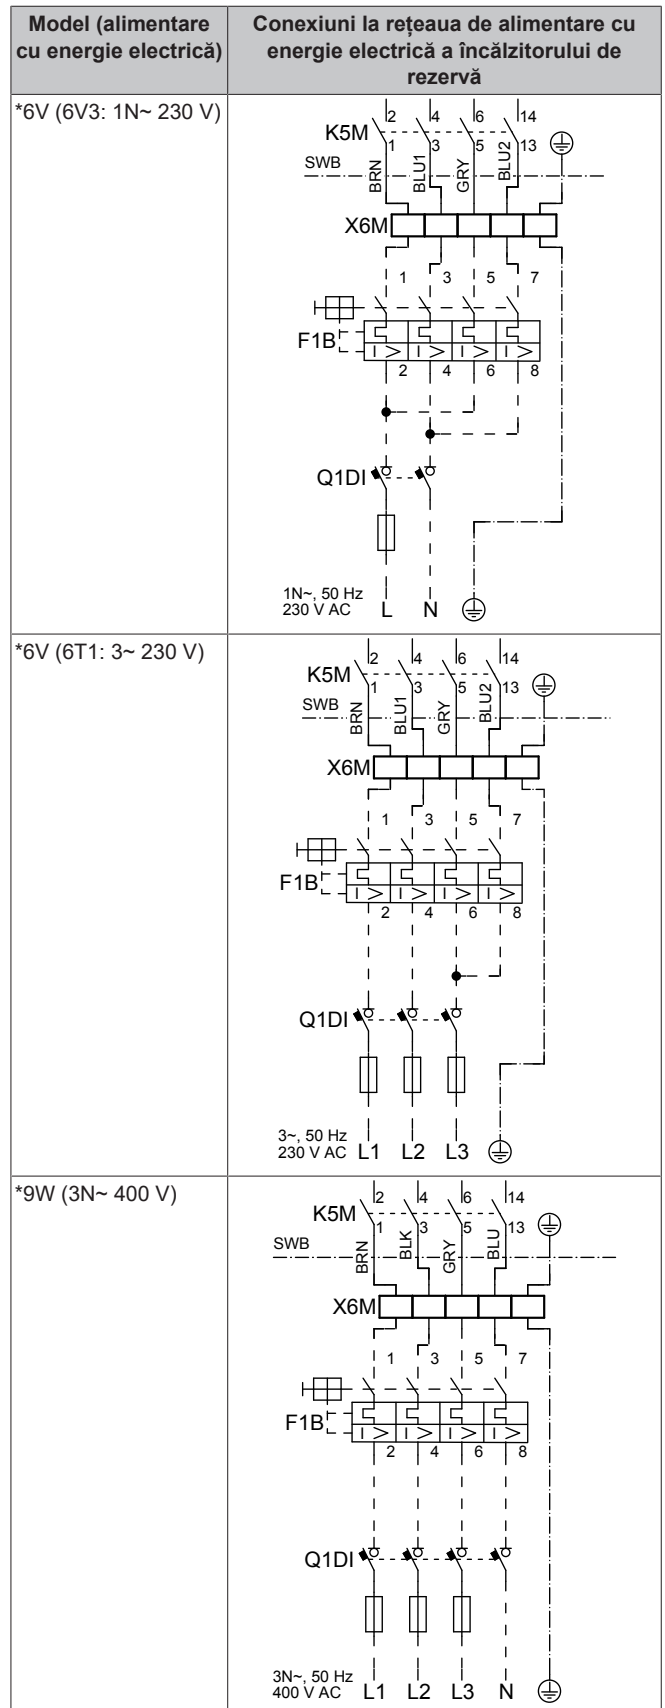 Model (alimentare
cu energie electrică)
Conexiuni la rețeaua de alimentare cu
energie electrică a încălzitorului de
rezervă
*6V (6V3: 1N~ 230 V)
2 4 6 14
K5M
1 3 5 13
SWB
BRN BLU1 GRY BLU2
X6M
1 3 5 7
F1B
I > I > I > I >
2 4 6 8
Q1DI
1N~, 50 Hz
230 V AC
L N
*6V (6T1: 3~ 230 V)
2 4 6 14
K5M
1 3 5 13
SWB
BRN BLU1 GRY BLU2
X6M
1 3 5 7
F1B
I > I > I > I >
2 4 6 8
Q1DI
3~, 50 Hz
230 V AC
L1 L2 L3
*9W (3N~ 400 V)
2 4 6 14
K5M
1 3 5 13
SWB
BRN BLK GRY BLU
X6M
1 3 5 7
F1B
I > I > I > I >
2 4 6 8
Q1DI
3N~, 50 Hz
400 V AC
L1 L2 L3 N